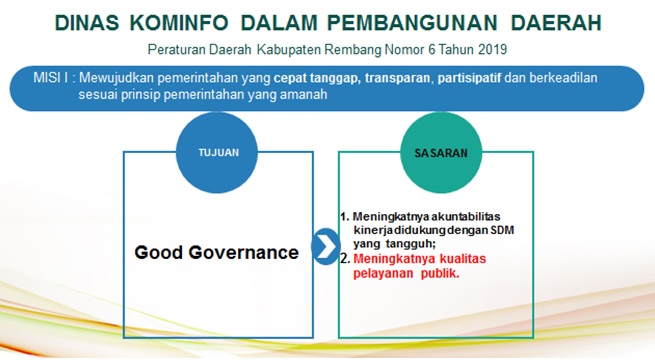 DINAS KOMINFO DALAM PEMBANGUNAN DAERAH
Peraturan Daerah Kabupaten Rembang Nomor 6 Tahun 2019
MISI I : Mewujudkan pemerintahan yang cepat tanggap, transparan, partisipatif dan berkeadilan
sesuai prinsip pemerintahan yang amanah
TUJUAN
Good Governance
SASARAN
1. Meningkatnya akuntabilitas
kinerja didukung dengan SDM
yang tangguh;
2. Meningkatnya kualitas
pelayanan publik.